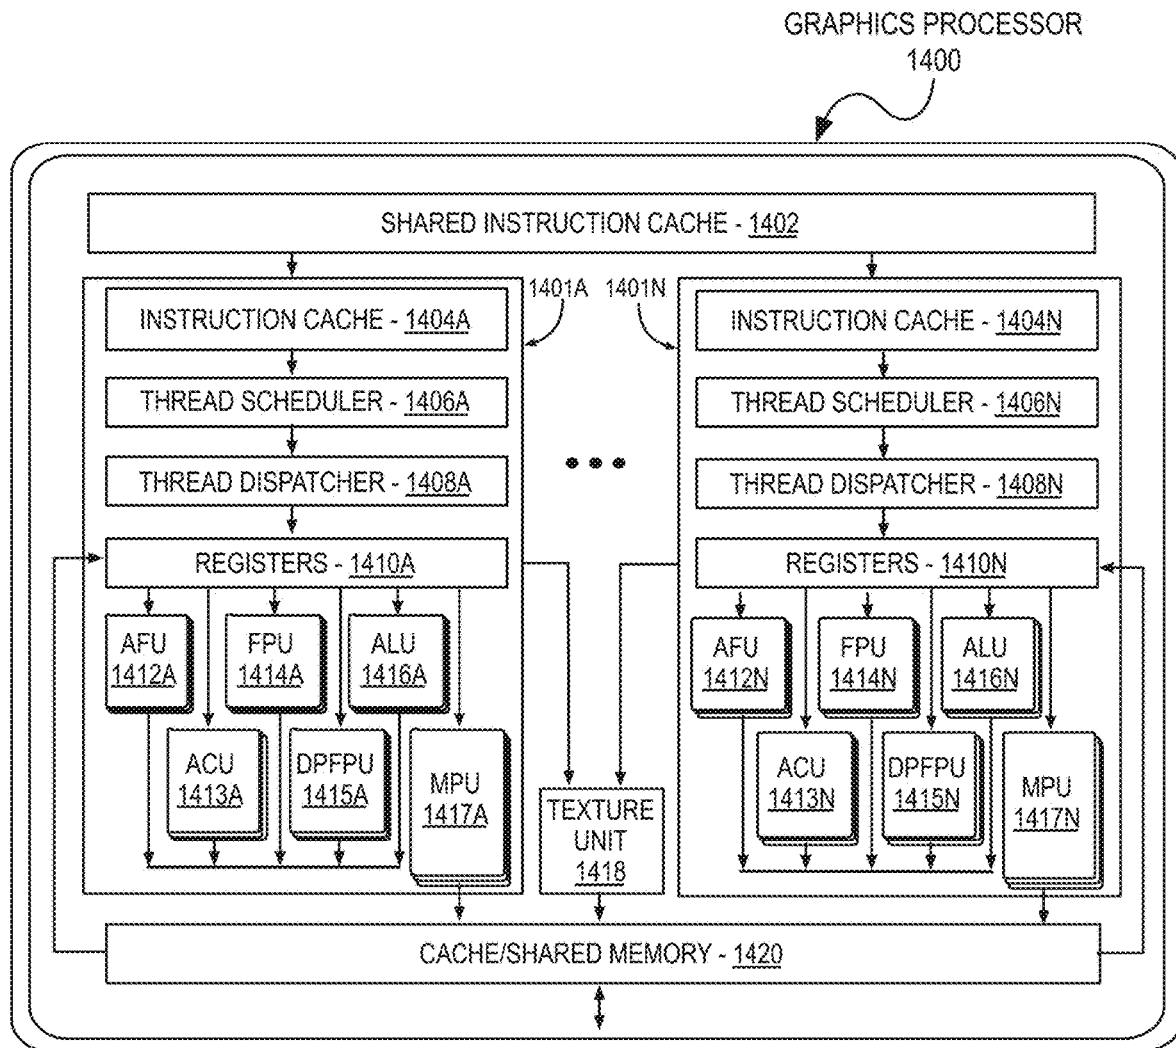 GRAPHICS PROCESSOR
1400
SHARED INSTRUCTION CACHE - 1402
1401A
1401N
INSTRUCTION CACHE - 1404A
THREAD SCHEDULER - 1406A
THREAD DISPATCHER - 1408A
REGISTERS - 1410A
AFU
1412A
FPU
1414A
ALU
1416A
ACU
1413A
DPFPU
1415A
MPU
1417A
INSTRUCTION CACHE - 1404N
THREAD SCHEDULER - 1406N
THREAD DISPATCHER - 1408N
REGISTERS - 1410N
AFU
1412N
FPU
1414N
ALU
1416N
ACU
1413N
DPFPU
1415N
MPU
1417N
TEXTURE
UNIT
1418
CACHE/SHARED MEMORY - 1420